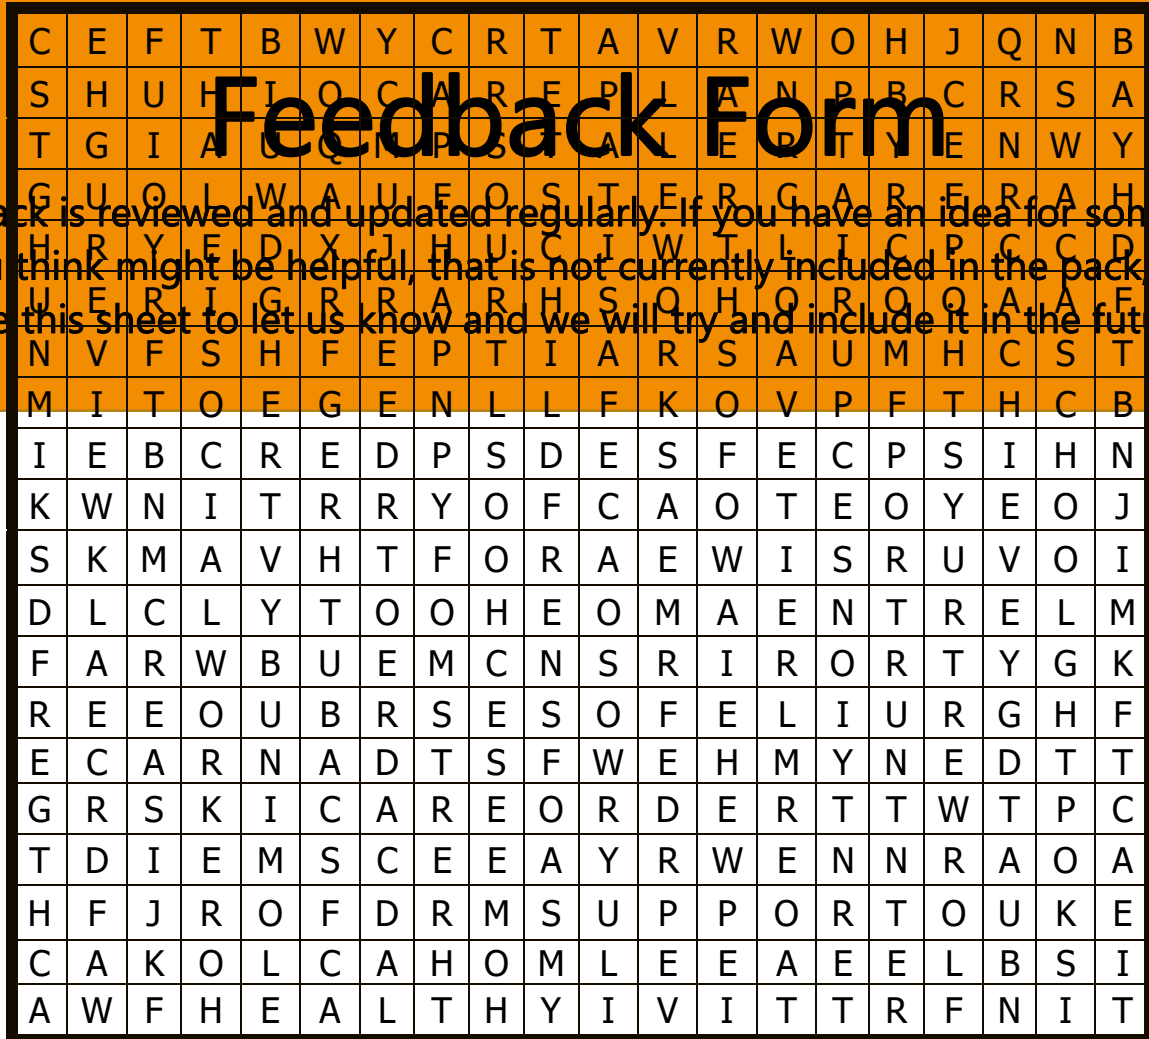 C E F T B W Y C R T A V R W O H J Q N B
S H U H I O C A R E P L A N P B C R S A
Feedback Form
T G I A U Q M P S T A L E R T Y E N W Y
G U O L W A U E O S T E R C A R E R A H
ck is reviewed and updated regularly. If you have an idea for som
H R Y E D X J H U C I W T L I C P C C D
think might be helpful, that is not currently included in the pack,
U E R I G R R A R H S O H O R O O A A F
e this sheet to let us know and we will try and include it in the fut
N V F S H F E P T I A R S A U M H C S T
M I T O E G E N L L F K O V P F T H C B
I E B C R E D P S D E S F E C P S I H N
K W N I T R R Y O F C A O T E O Y E O J
S K M A V H T F O R A E W I S R U V O I
D L C L Y T O O H E O M A E N T R E L M
F A R W B U E M C N S R I R O R T Y G K
R E E O U B R S E S O F E L I U R G H F
E C A R N A D T S F W E H M Y N E D T T
G R S K I C A R E O R D E R T T W T P C
T D I E M S C E E A Y R W E N N R A O A
H F J R O F D R M S U P P O R T O U K E
C A K O L C A H O M L E E A E E L B S I
A W F H E A L T H Y I V I T T R F N I T